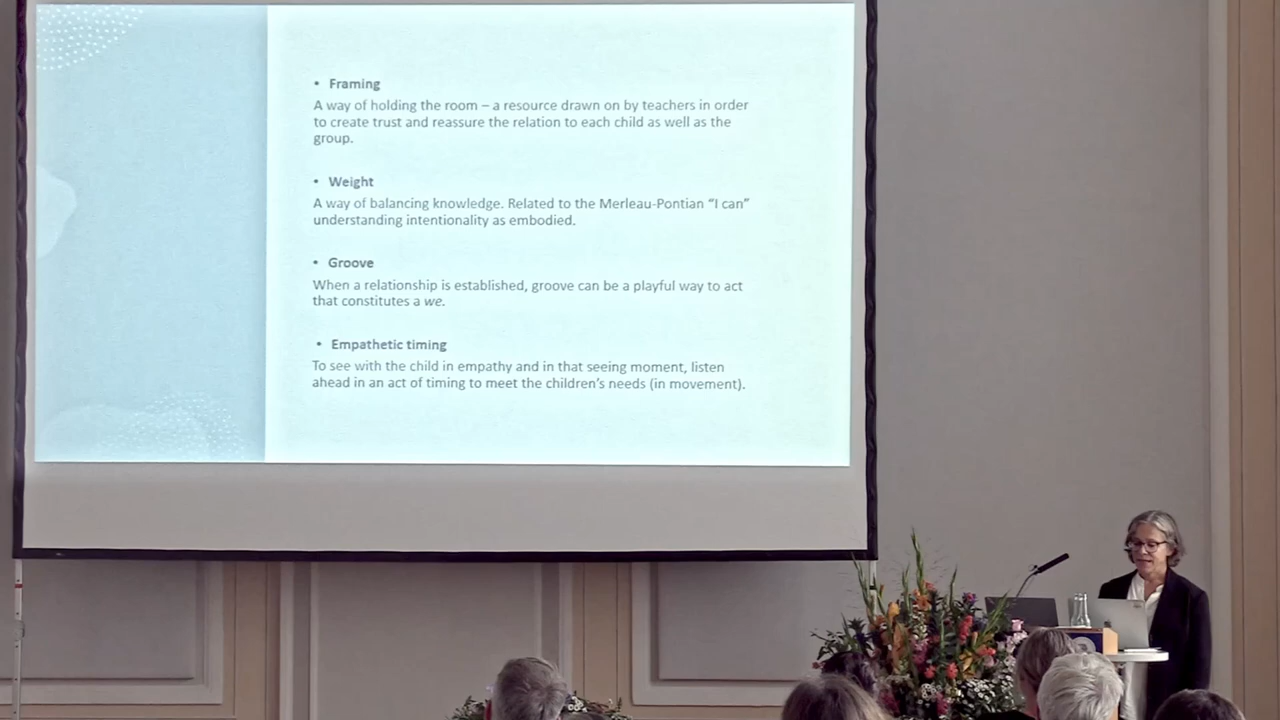 • Framing
A way of holding the room – a resource drawn on by teachers in order
to create trust and reassure the relation to each child as well as the
group.
• Weight
A way of balancing knowledge. Related to the Merleau-Pontian “I can”
understanding intentionality as embodied.
• Groove
When a relationship is established, groove can be a playful way to act
that constitutes a we.
• Empathetic timing
To see with the child in empathy and in that seeing moment, listen
ahead in an act of timing to meet the children’s needs (in movement).